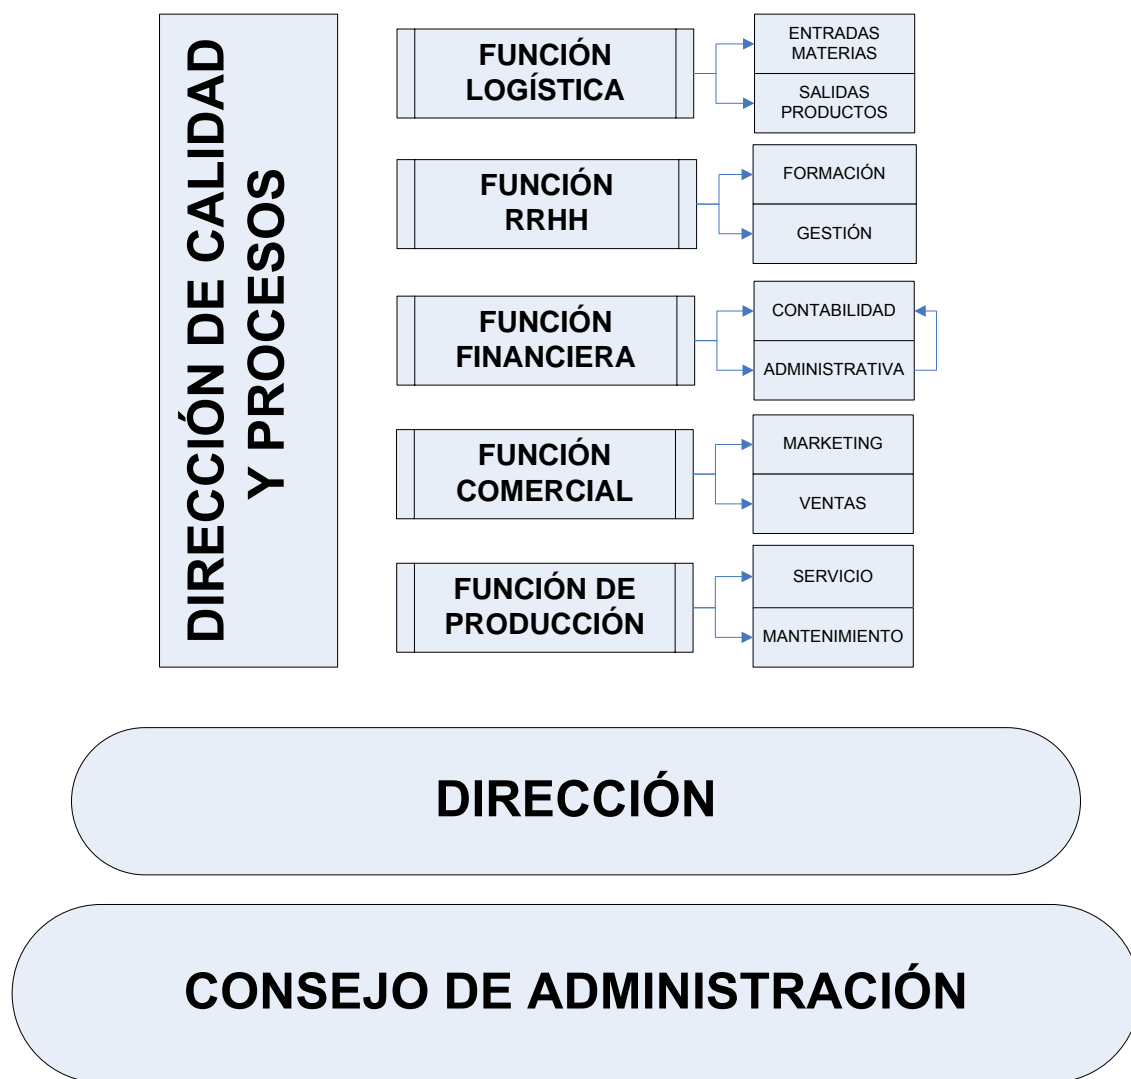 DIRECCIÓN DE CALIDAD
Y PROCESOS
FUNCIÓN
LOGÍSTICA
ENTRADAS
MATERIAS
SALIDAS
PRODUCTOS
FUNCIÓN
RRHH
FORMACIÓN
GESTIÓN
FUNCIÓN
FINANCIERA
CONTABILIDAD
ADMINISTRATIVA
FUNCIÓN
COMERCIAL
MARKETING
VENTAS
FUNCIÓN DE
PRODUCCIÓN
SERVICIO
MANTENIMIENTO
DIRECCIÓN
CONSEJO DE ADMINISTRACIÓN